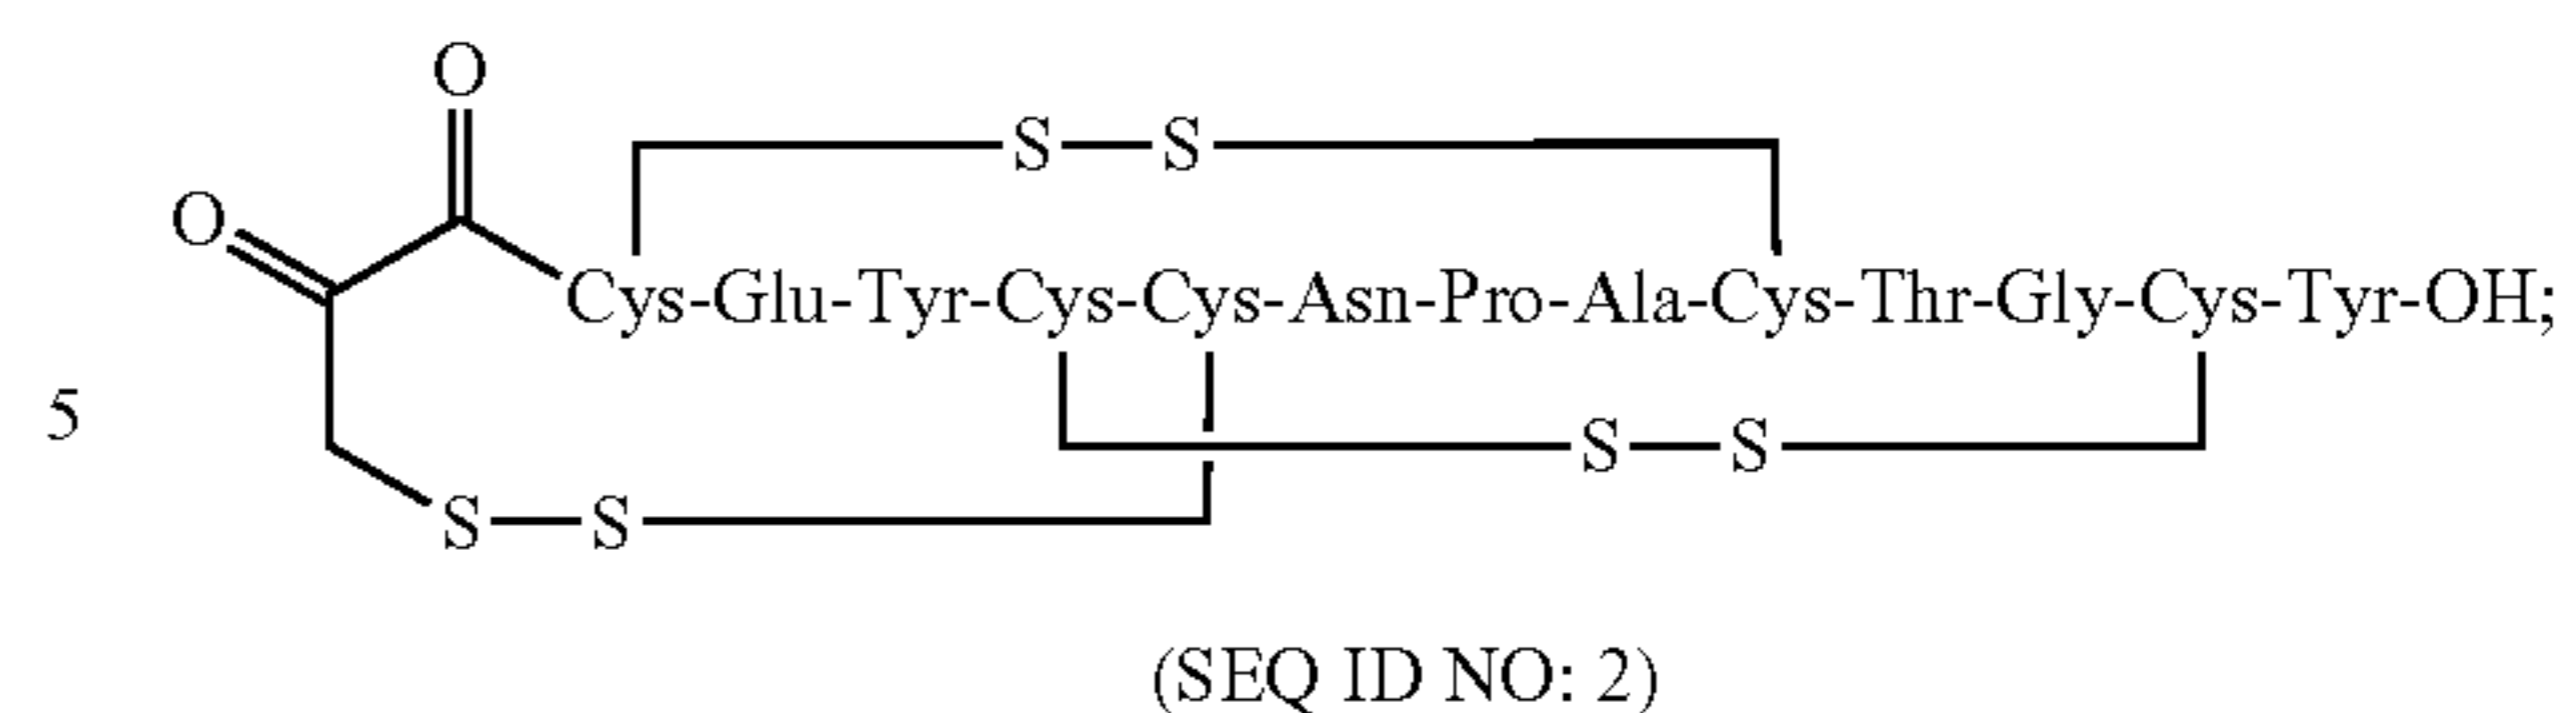 O
S—S
O
Cys-Glu-Tyr-Cys-Cys-Asn-Pro-Ala-Cys-Thr-Gly-Cys-Tyr-OH;
5
S—S
S—S
(SEQ ID NO: 2)